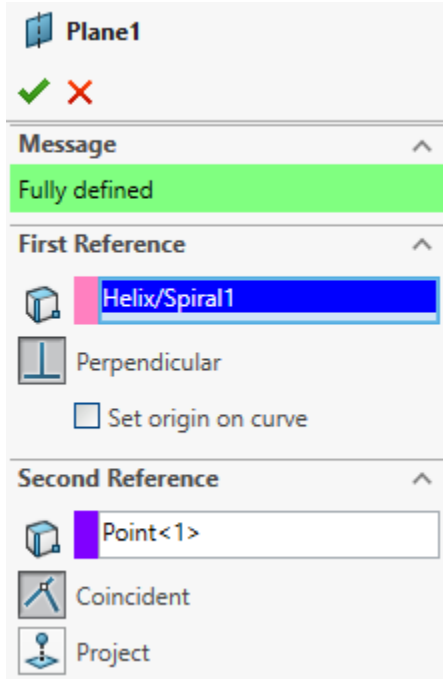 Plane1
Message
Fully defined
First Reference
Helix/Spiral1
Perpendicular
Set origin on curve
Second Reference
Point<1>
Coincident
Project